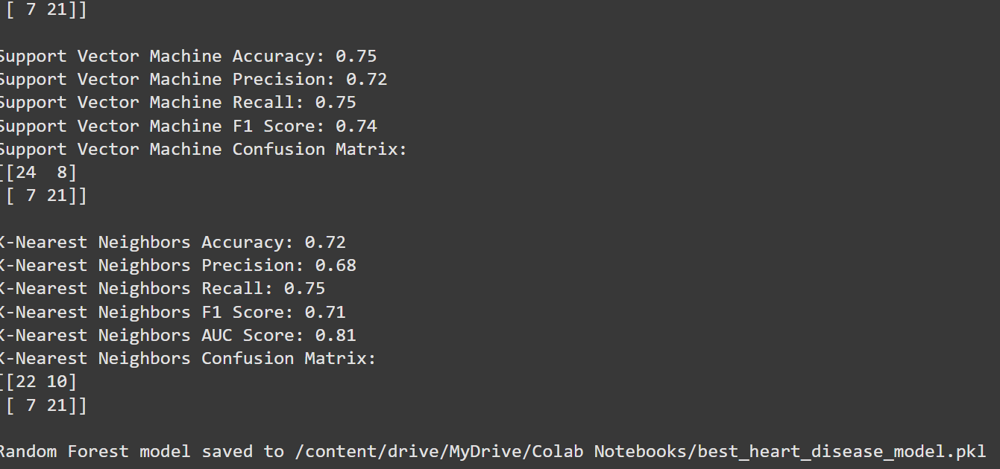 [ 7 21]]
Support Vector Machine Accuracy: 0.75
Support Vector Machine Precision: 0.72
Support Vector Machine Recall: 0.75
Support Vector Machine F1 Score: 0.74
Support Vector Machine Confusion Matrix:
[[24  8]
 [ 7 21]]
K-Nearest Neighbors Accuracy: 0.72
K-Nearest Neighbors Precision: 0.68
K-Nearest Neighbors Recall: 0.75
K-Nearest Neighbors F1 Score: 0.71
K-Nearest Neighbors AUC Score: 0.81
K-Nearest Neighbors Confusion Matrix:
[[22 10]
 [ 7 21]]
Random Forest model saved to /content/drive/MyDrive/Colab Notebooks/best_heart_disease_model.pkl